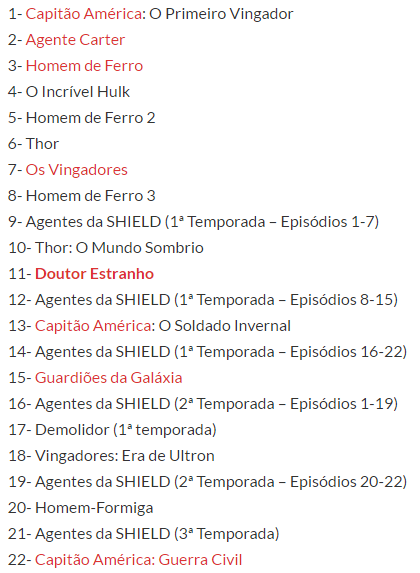 1- Capitão América: O Primeiro Vingador
2- Agente Carter
3- Homem de Ferro
4- O Incrível Hulk
5- Homem de Ferro 2
6- Thor
7- Os Vingadores
8- Homem de Ferro 3
9- Agentes da SHIELD (1ª Temporada – Episódios 1-7)
10- Thor: O Mundo Sombrio
11- Doutor Estranho
12- Agentes da SHIELD (1ª Temporada – Episódios 8-15)
13- Capitão América: O Soldado Invernal
14- Agentes da SHIELD (1ª Temporada – Episódios 16-22)
15- Guardiões da Galáxia
16- Agentes da SHIELD (2ª Temporada – Episódios 1-19)
17- Demolidor (1ª temporada)
18- Vingadores: Era de Ultron
19- Agentes da SHIELD (2ª Temporada – Episódios 20-22)
20- Homem-Formiga
21- Agentes da SHIELD (3ª Temporada)
22- Capitão América: Guerra Civil